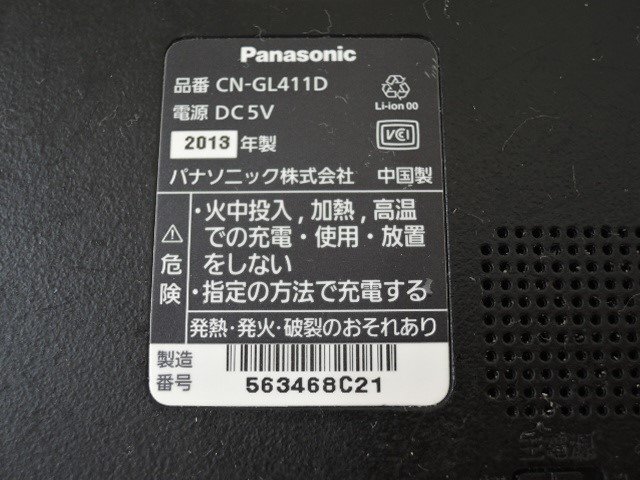 Panasonic
品番 CN-GL411D
電源 DC5V
Li-ion 00
2013 年製
VCCI
パナソニック株式会社 中国製
⚠危険
・火中投入,加熱,高温
での充電・使用・放置
をしない
・指定の方法で充電する
発熱・発火・破裂のおそれあり
製造番号
563468C21